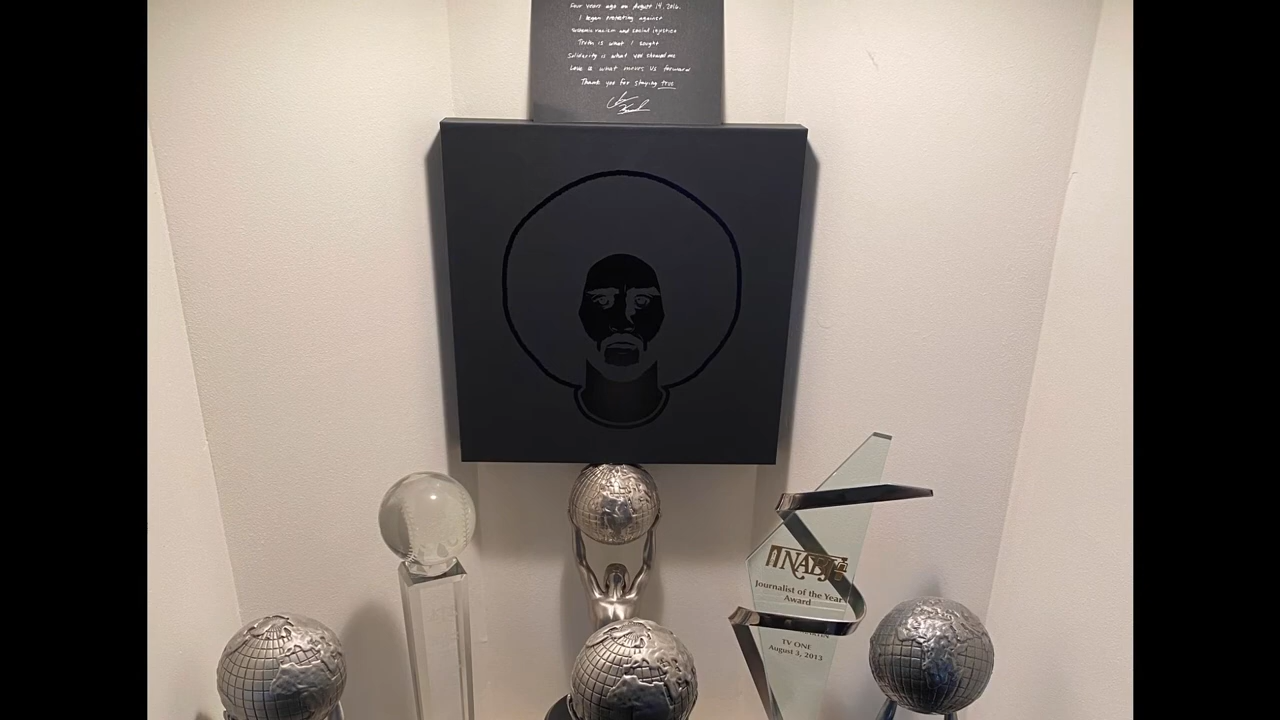 Four years ago on August 14, 2016.
I began protesting against
systemic racism and social injustice
Truth is what I sought
Solidarity is what you showed me
Love is what moves us forward
Thank you for staying true
NABJ
Journalist of the Year
Award
TV ONE
August 3, 2013